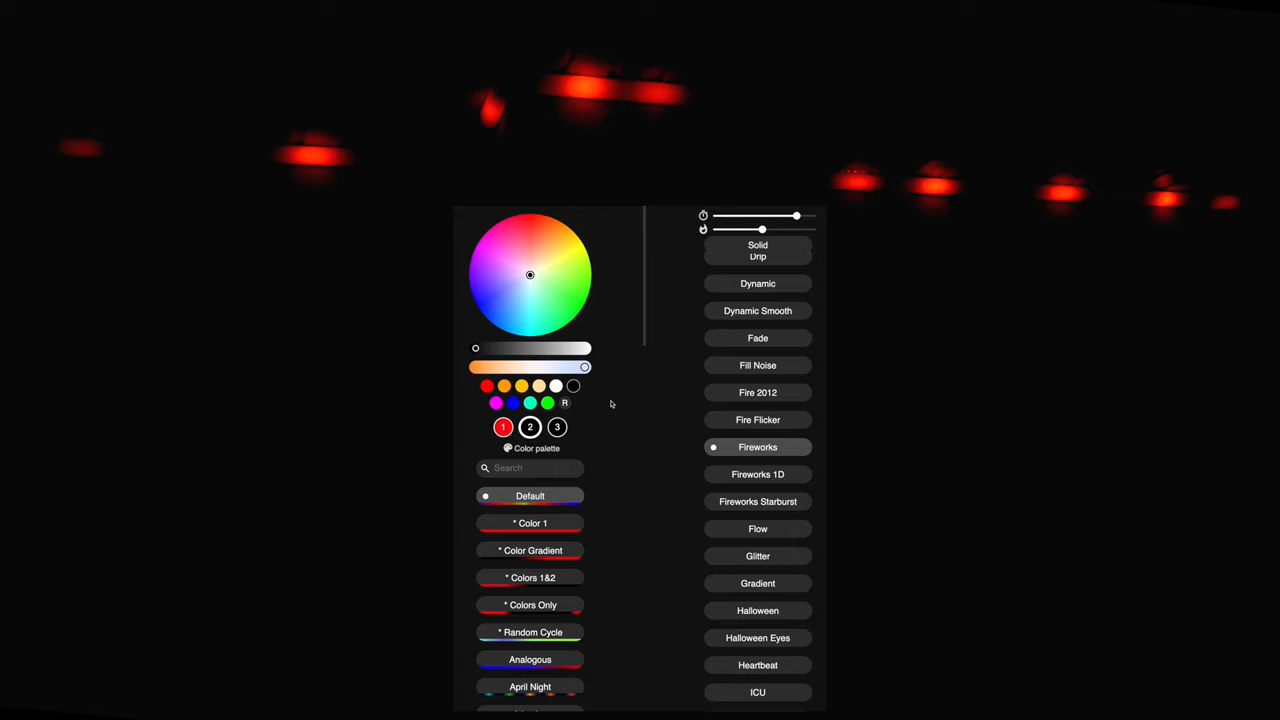 R
1 2 3
Color palette
Search
Default
* Color 1
* Color Gradient
* Colors 1&2
* Colors Only
* Random Cycle
Analogous
April Night
Solid
Drip
Dynamic
Dynamic Smooth
Fade
Fill Noise
Fire 2012
Fire Flicker
Fireworks
Fireworks 1D
Fireworks Starburst
Flow
Glitter
Gradient
Halloween
Halloween Eyes
Heartbeat
ICU